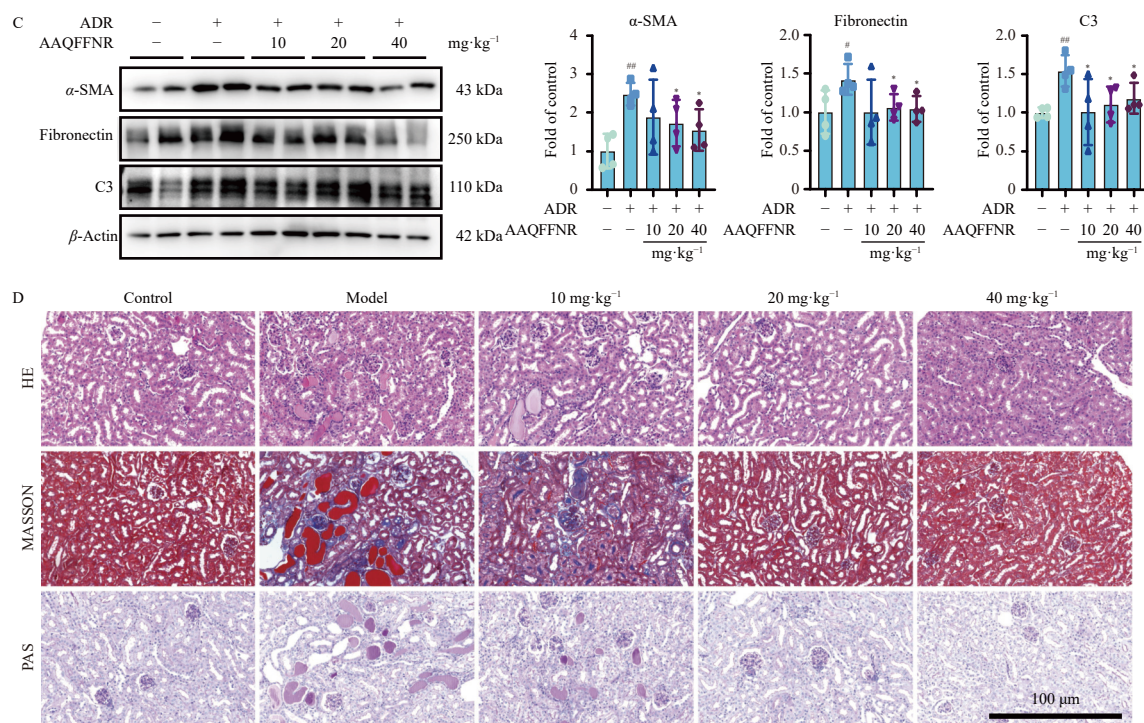 C
ADR − + + + +
AAQFFNR − − 10 20 40 mg·kg⁻¹
α-SMA 43 kDa
Fibronectin 250 kDa
C3 110 kDa
β-Actin 42 kDa
α-SMA
Fold of control
4
3
2
1
0
##
*
*
− + + + + ADR
− − 10 20 40 AAQFFNR
mg·kg⁻¹
Fibronectin
Fold of control
2.0
1.5
1.0
0.5
0
#
*
*
− + + + + ADR
− − 10 20 40 AAQFFNR
mg·kg⁻¹
C3
Fold of control
2.0
1.5
1.0
0.5
0
##
*
*
*
− + + + + ADR
− − 10 20 40 AAQFFNR
mg·kg⁻¹
D
Control Model 10 mg·kg⁻¹ 20 mg·kg⁻¹ 40 mg·kg⁻¹
HE
MASSON
PAS
100 μm